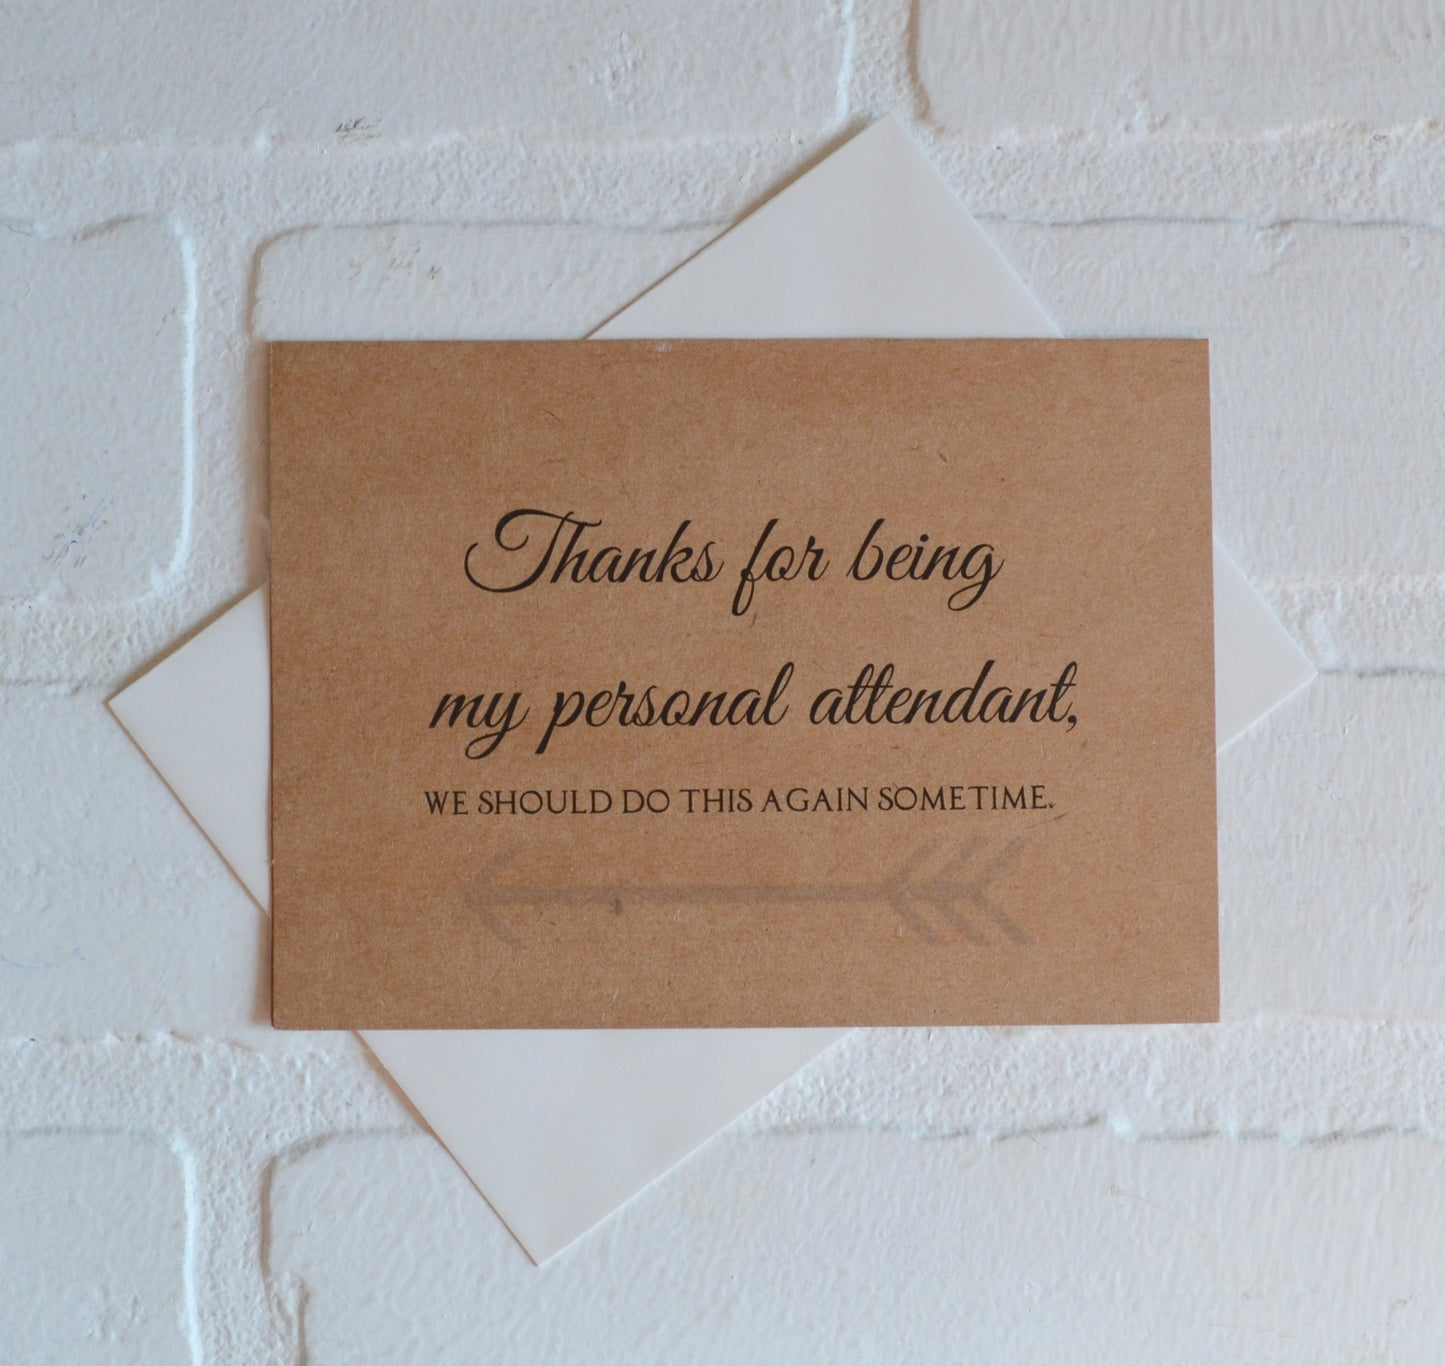 Thanks for being
my personal attendant,
WE SHOULD DO THIS AGAIN SOMETIME.